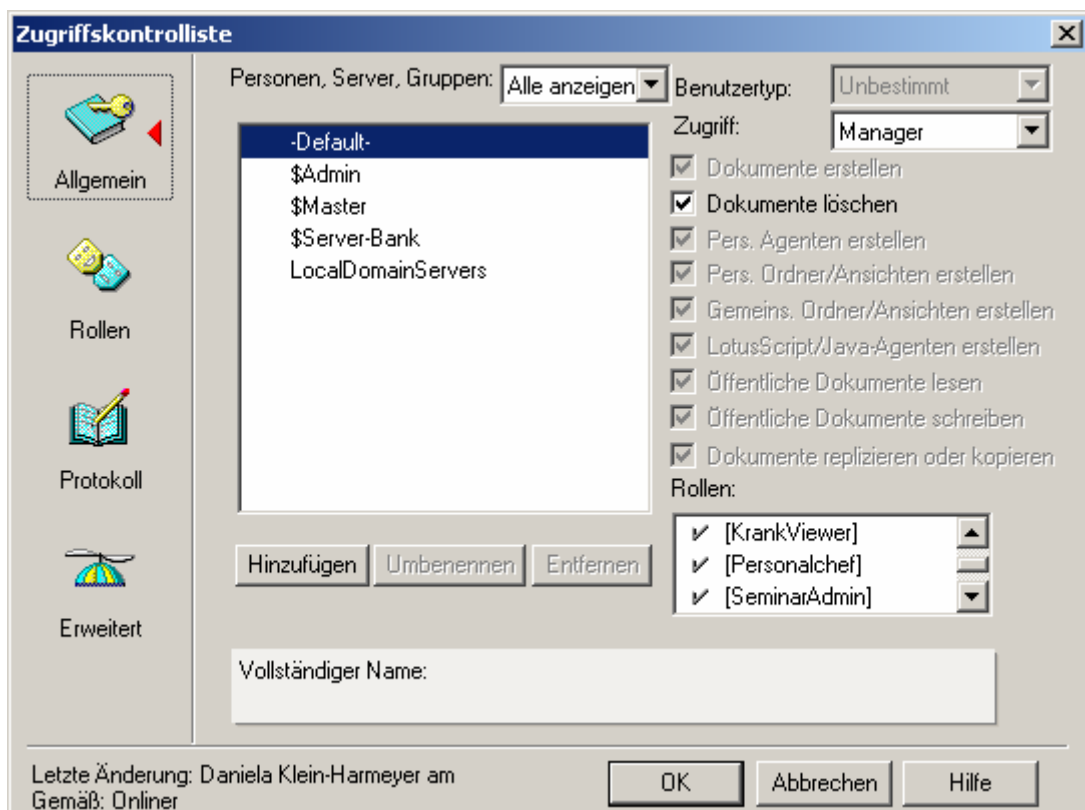 Zugriffskontrolliste
Allgemein
Rollen
Protokoll
Erweitert
Personen, Server, Gruppen: Alle anzeigen
-Default-
$Admin
$Master
$Server-Bank
LocalDomainServers
Hinzufügen Umbenennen Entfernen
Benutzertyp: Unbestimmt
Zugriff: Manager
Dokumente erstellen
Dokumente löschen
Pers. Agenten erstellen
Pers. Ordner/Ansichten erstellen
Gemeins. Ordner/Ansichten erstellen
LotusScript/Java-Agenten erstellen
Öffentliche Dokumente lesen
Öffentliche Dokumente schreiben
Dokumente replizieren oder kopieren
Rollen:
[KrankViewer]
[Personalchef]
[SeminarAdmin]
Vollständiger Name:
Letzte Änderung: Daniela Klein-Harmeyer am
Gemäß: Onliner
OK Abbrechen Hilfe